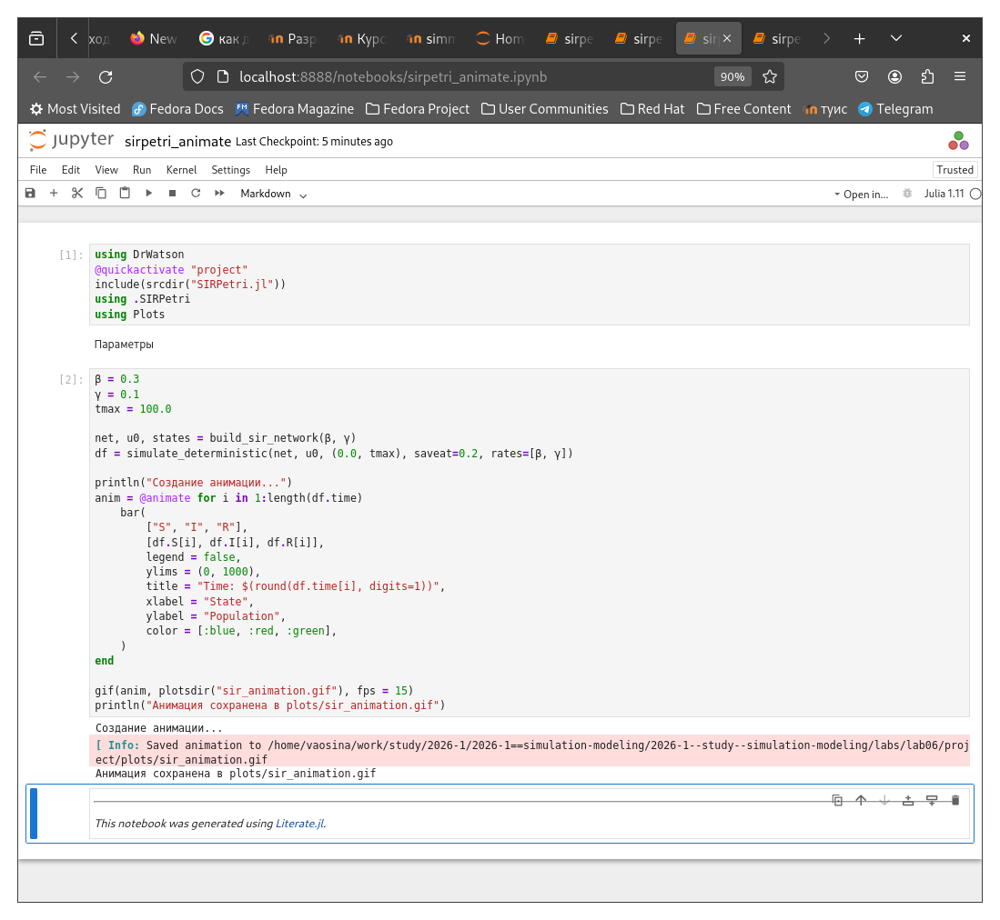 ход
New
как д
Разр
Курс
simm
Hom
sirpe
sirpe
sirp
sirpe
localhost:8888/notebooks/sirpetri_animate.ipynb
90%
Most Visited
Fedora Docs
Fedora Magazine
Fedora Project
User Communities
Red Hat
Free Content
туис
Telegram
jupyter
sirpetri_animate Last Checkpoint: 5 minutes ago
File Edit View Run Kernel Settings Help
Trusted
Markdown
Open in...
Julia 1.11
[1]:
using DrWatson
@quickactivate "project"
include(srcdir("SIRPetri.jl"))
using .SIRPetri
using Plots
Параметры
[2]:
β = 0.3
γ = 0.1
tmax = 100.0
net, u0, states = build_sir_network(β, γ)
df = simulate_deterministic(net, u0, (0.0, tmax), saveat=0.2, rates=[β, γ])
println("Создание анимации...")
anim = @animate for i in 1:length(df.time)
    bar(
        ["S", "I", "R"],
        [df.S[i], df.I[i], df.R[i]],
        legend = false,
        ylims = (0, 1000),
        title = "Time: $(round(df.time[i], digits=1))",
        xlabel = "State",
        ylabel = "Population",
        color = [:blue, :red, :green],
    )
end
gif(anim, plotsdir("sir_animation.gif"), fps = 15)
println("Анимация сохранена в plots/sir_animation.gif")
Создание анимации...
[ Info: Saved animation to /home/vaosina/work/study/2026-1/2026-1==simulation-modeling/2026-1--study--simulation-modeling/labs/lab06/proj
ect/plots/sir_animation.gif
Анимация сохранена в plots/sir_animation.gif
This notebook was generated using Literate.jl.